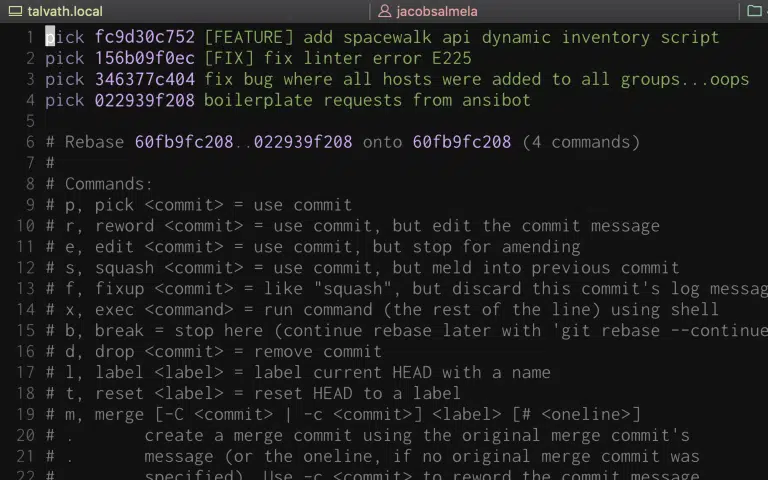 talvath.local jacobsalmela
1 pick fc9d30c752 [FEATURE] add spacewalk api dynamic inventory script
2 pick 156b09f0ec [FIX] fix linter error E225
3 pick 346377c404 fix bug where all hosts were added to all groups...oops
4 pick 022939f208 boilerplate requests from ansibot
5
6 # Rebase 60fb9fc208..022939f208 onto 60fb9fc208 (4 commands)
7 #
8 # Commands:
9 # p, pick <commit> = use commit
10 # r, reword <commit> = use commit, but edit the commit message
11 # e, edit <commit> = use commit, but stop for amending
12 # s, squash <commit> = use commit, but meld into previous commit
13 # f, fixup <commit> = like "squash", but discard this commit's log messag
14 # x, exec <command> = run command (the rest of the line) using shell
15 # b, break = stop here (continue rebase later with 'git rebase --continue
16 # d, drop <commit> = remove commit
17 # l, label <label> = label current HEAD with a name
18 # t, reset <label> = reset HEAD to a label
19 # m, merge [-C <commit> | -c <commit>] <label> [# <oneline>]
20 # . create a merge commit using the original merge commit's
21 # . message (or the oneline, if no original merge commit was
22 # . specified). Use -c <commit> to reword the commit message